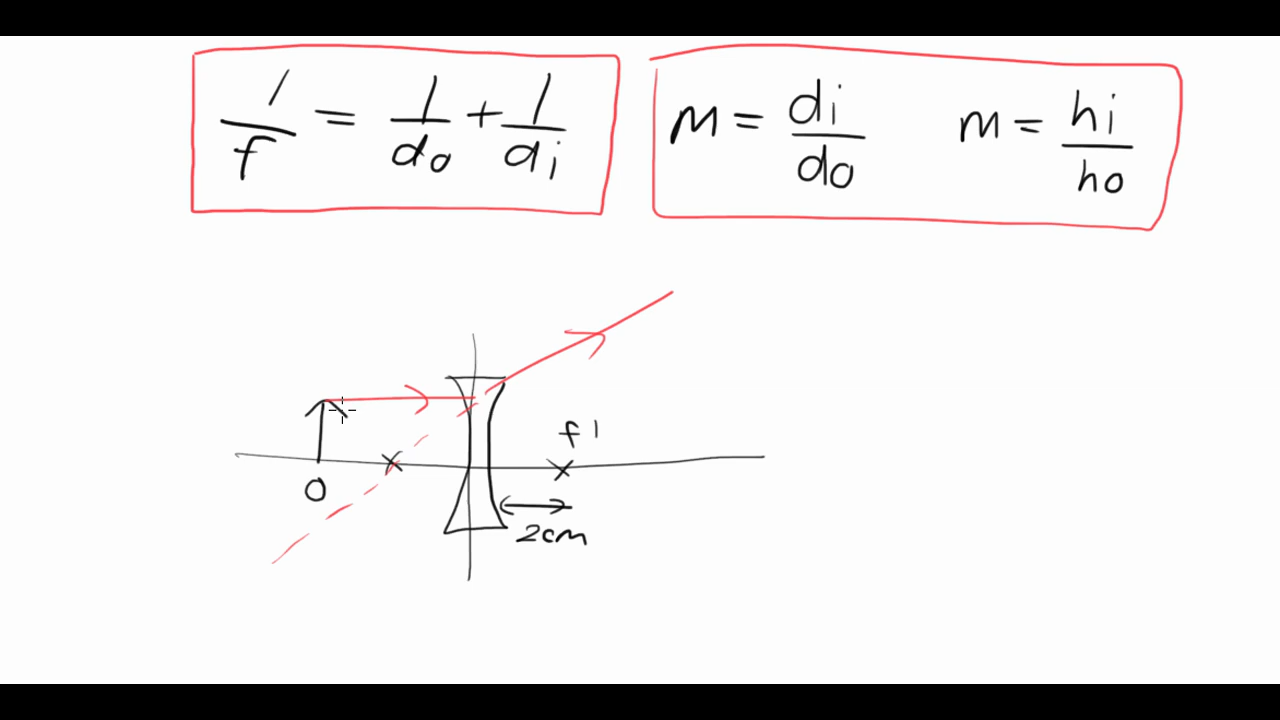 1/f = 1/do + 1/di
m = di/do
m = hi/ho
f'
O
2cm